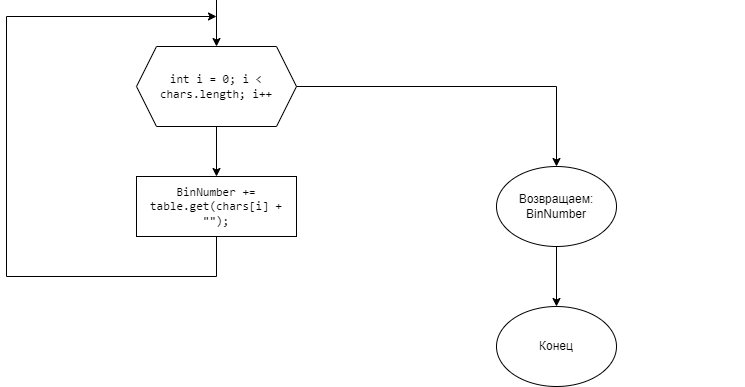 int i = 0; i <
chars.length; i++
BinNumber +=
table.get(chars[i] +
"");
Возвращаем:
BinNumber
Конец